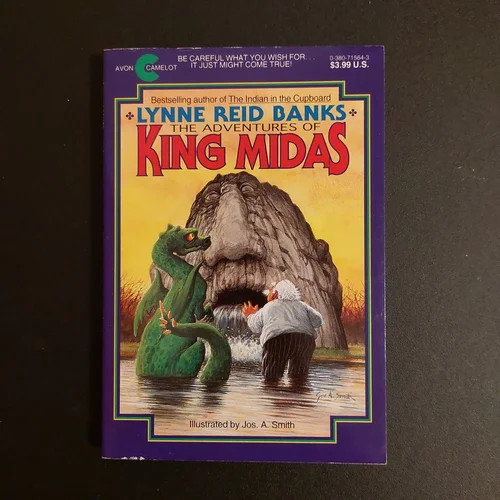 AVON CAMELOT
BE CAREFUL WHAT YOU WISH FOR...
IT JUST MIGHT COME TRUE!
0-380-71564-3
$3.99 U.S.
Bestselling author of The Indian in the Cupboard
LYNNE REID BANKS
THE ADVENTURES OF
KING MIDAS
Jos. A. Smith
Illustrated by Jos. A. Smith